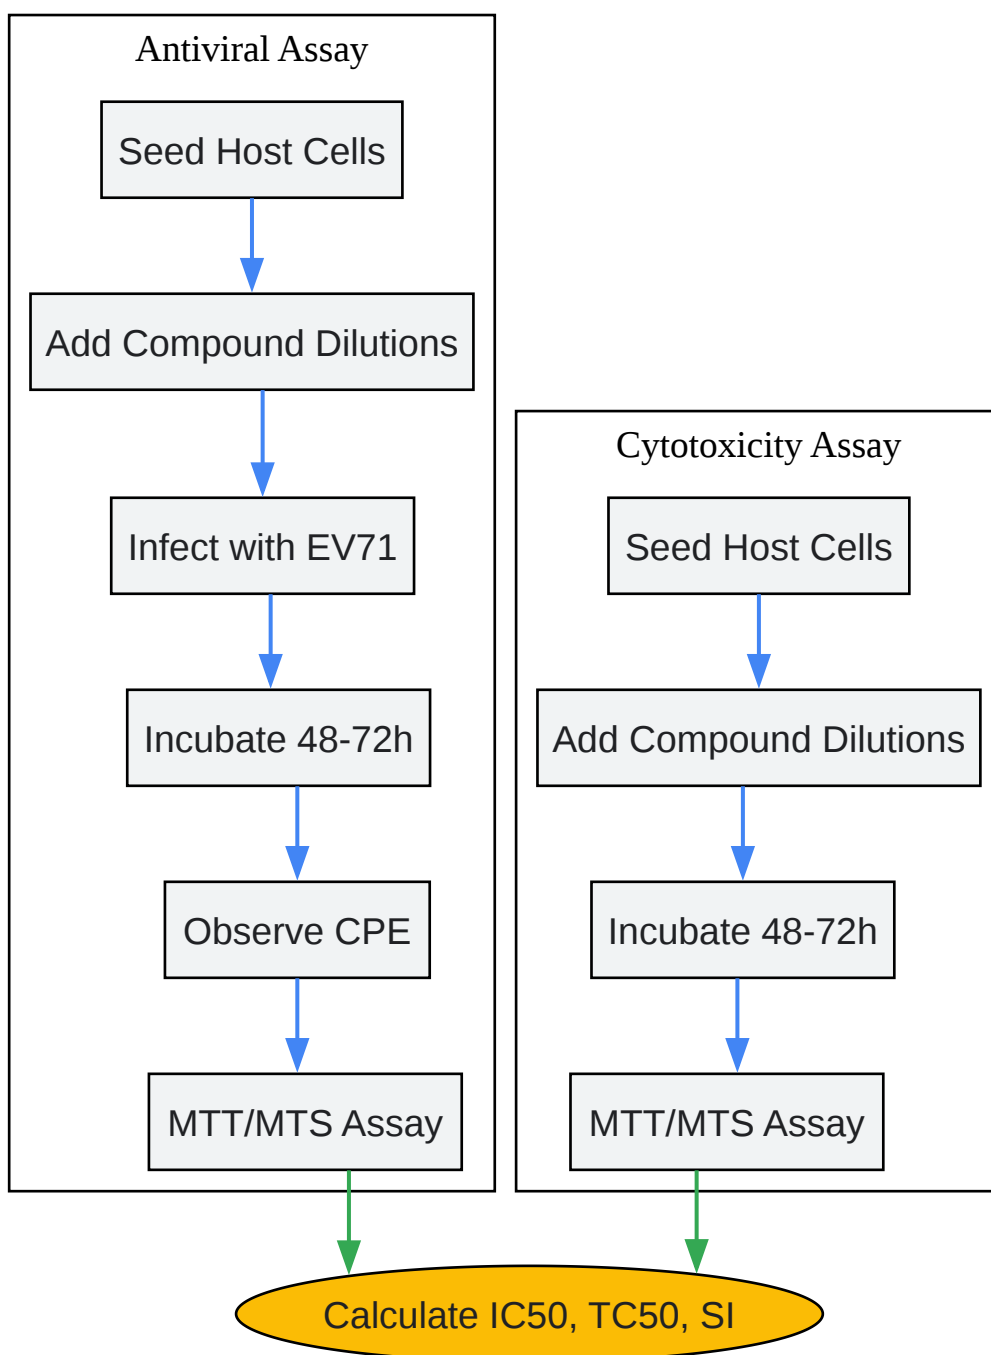 Antiviral Assay
Seed Host Cells
Add Compound Dilutions
Infect with EV71
Incubate 48-72h
Observe CPE
MTT/MTS Assay
Cytotoxicity Assay
Seed Host Cells
Add Compound Dilutions
Incubate 48-72h
MTT/MTS Assay
Calculate IC50, TC50, SI